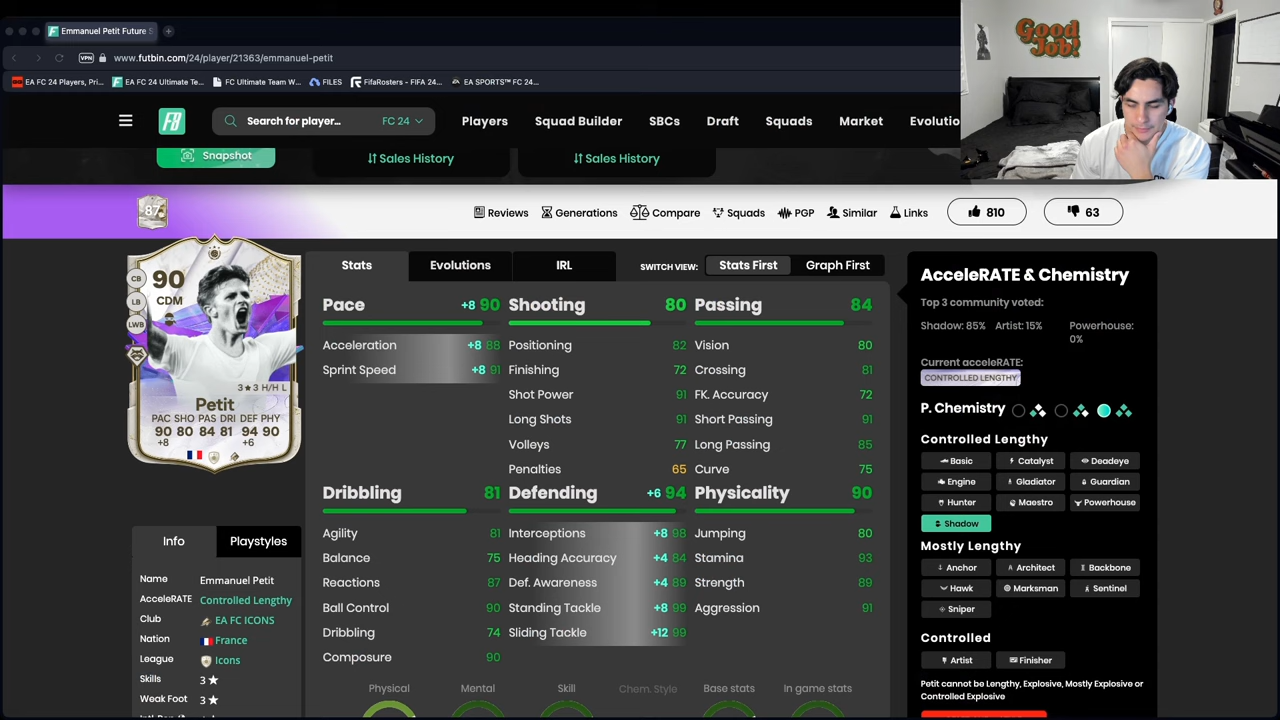 Emmanuel Petit Future S
VPN
www.futbin.com/24/player/21363/emmanuel-petit
EA FC 24 Players, Pri...
EA FC 24 Ultimate Te...
FC Ultimate Team W...
FILES
FifaRosters - FIFA 24...
EA SPORTS™ FC 24...
Good
Job!
Search for player...
FC 24
Players
Squad Builder
SBCs
Draft
Squads
Market
Evolutio
Snapshot
Sales History
Sales History
87
Reviews
Generations
Compare
Squads
PGP
Similar
Links
810
63
CB
LB
LWB
90
CDM
3★3 H/H L
Petit
PAC SHO PAS DRI DEF PHY
90 80 84 81 94 90
+8 +6
Stats
Evolutions
IRL
SWITCH VIEW:
Stats First
Graph First
Pace +8 90
Acceleration +8 88
Sprint Speed +8 91
Shooting 80
Positioning 82
Finishing 72
Shot Power 91
Long Shots 91
Volleys 77
Penalties 65
Passing 84
Vision 80
Crossing 81
FK. Accuracy 72
Short Passing 91
Long Passing 85
Curve 75
Dribbling 81
Agility 81
Balance 75
Reactions 87
Ball Control 90
Dribbling 74
Composure 90
Defending +6 94
Interceptions +8 98
Heading Accuracy +4 84
Def. Awareness +4 89
Standing Tackle +8 99
Sliding Tackle +12 99
Physicality 90
Jumping 80
Stamina 93
Strength 89
Aggression 91
Physical
Mental
Skill
Chem. Style
Base stats
In game stats
Info
Playstyles
Name Emmanuel Petit
AcceleRATE Controlled Lengthy
Club EA FC ICONS
Nation France
League Icons
Skills 3★
Weak Foot 3★
AcceleRATE & Chemistry
Top 3 community voted:
Shadow: 85% Artist: 15% Powerhouse:
0%
Current acceleRATE:
CONTROLLED LENGTHY
P. Chemistry
Controlled Lengthy
Basic
Catalyst
Deadeye
Engine
Gladiator
Guardian
Hunter
Maestro
Powerhouse
Shadow
Mostly Lengthy
Anchor
Architect
Backbone
Hawk
Marksman
Sentinel
Sniper
Controlled
Artist
Finisher
Petit cannot be Lengthy, Explosive, Mostly Explosive or
Controlled Explosive